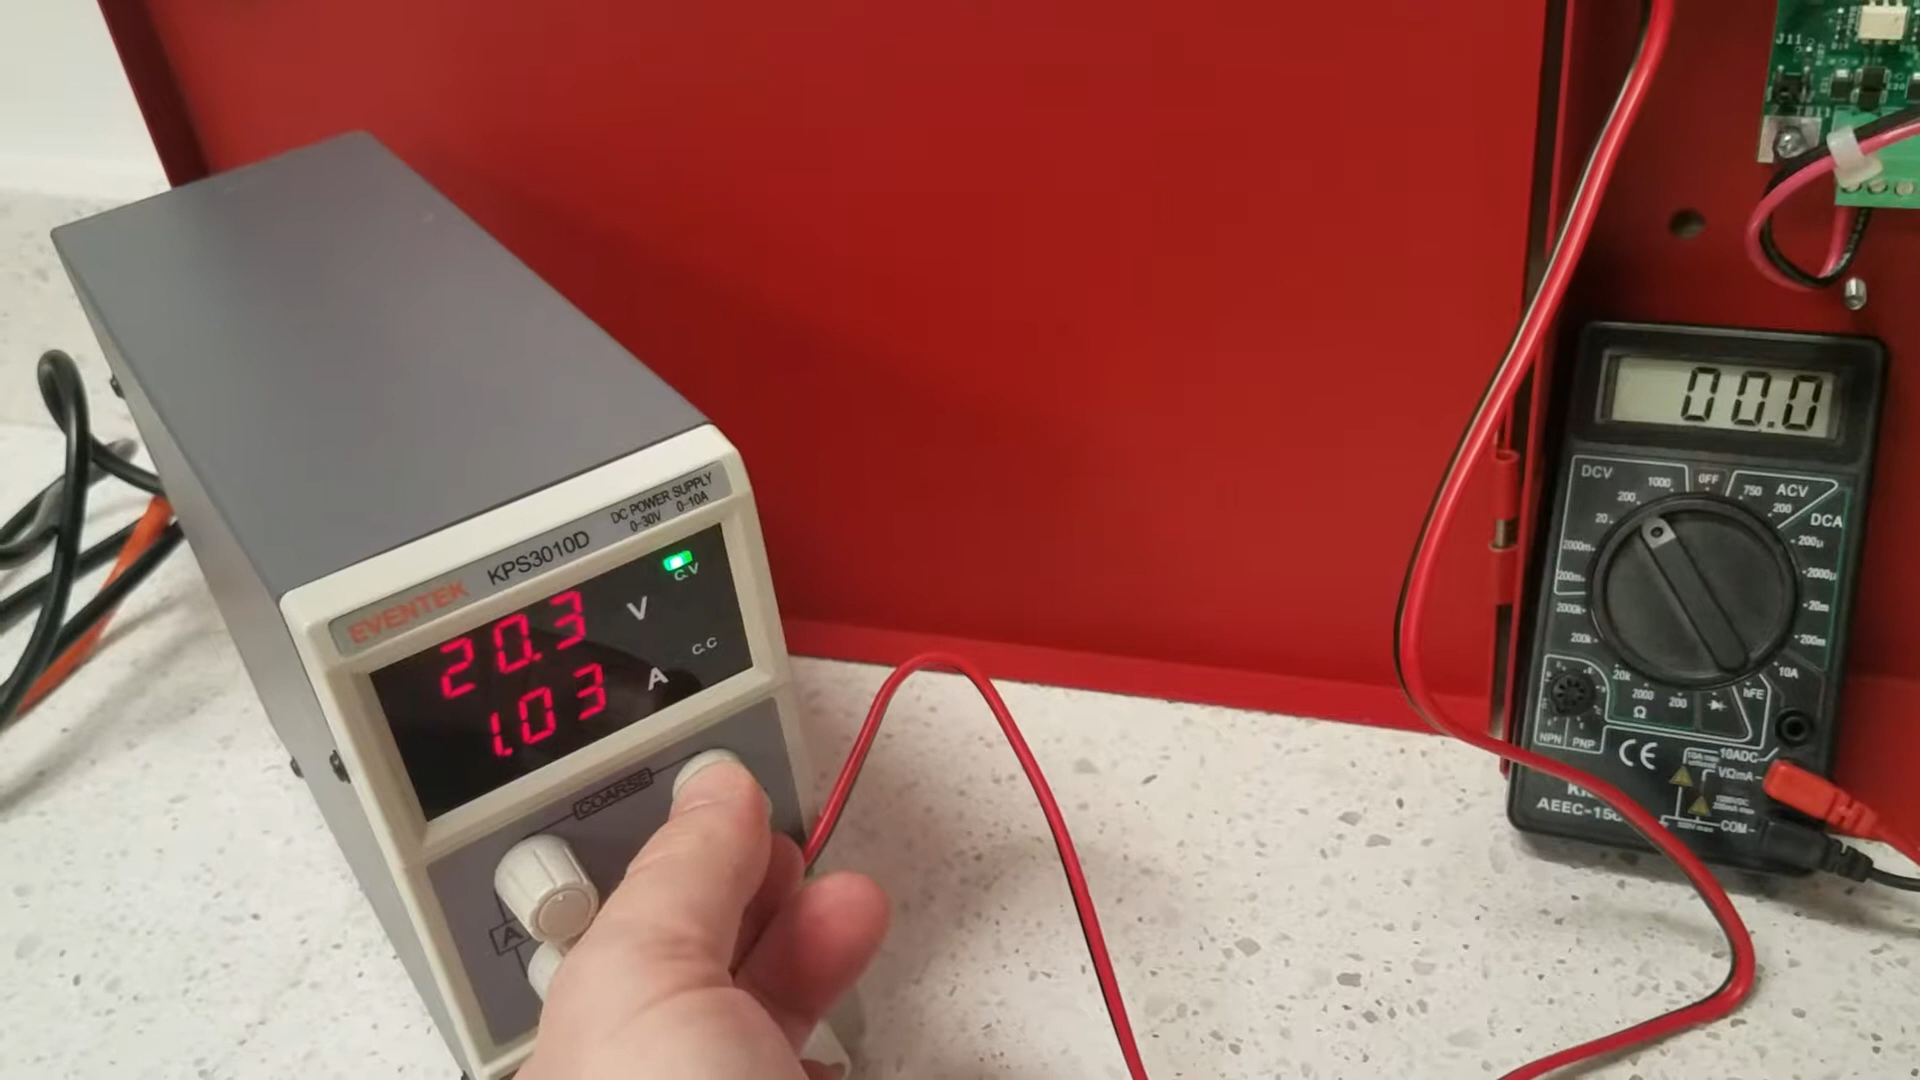 J11
EVENTEK
KPS3010D
DC POWER SUPPLY
0-30V 0-10A
C.V
20.3 V
C.C
1.03 A
COARSE
A
00.0
DCV
1000
OFF
750
ACV
200
200
DCA
20
200µ
2000m
2000µ
200m
20m
2000k
200m
200k
20k
2000
200
hFE
10A
Ω
NPN
PNP
CE
10ADC
VΩmA
COM